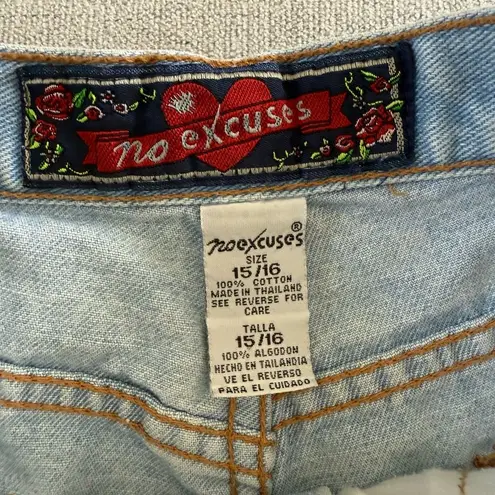 no excuses
noexcuses®
SIZE
15/16
100% COTTON
MADE IN THAILAND
SEE REVERSE FOR
CARE
TALLA
15/16
100% ALGODON
HECHO EN TAILANDIA
VE EL REVERSO
PARA EL CUIDADO